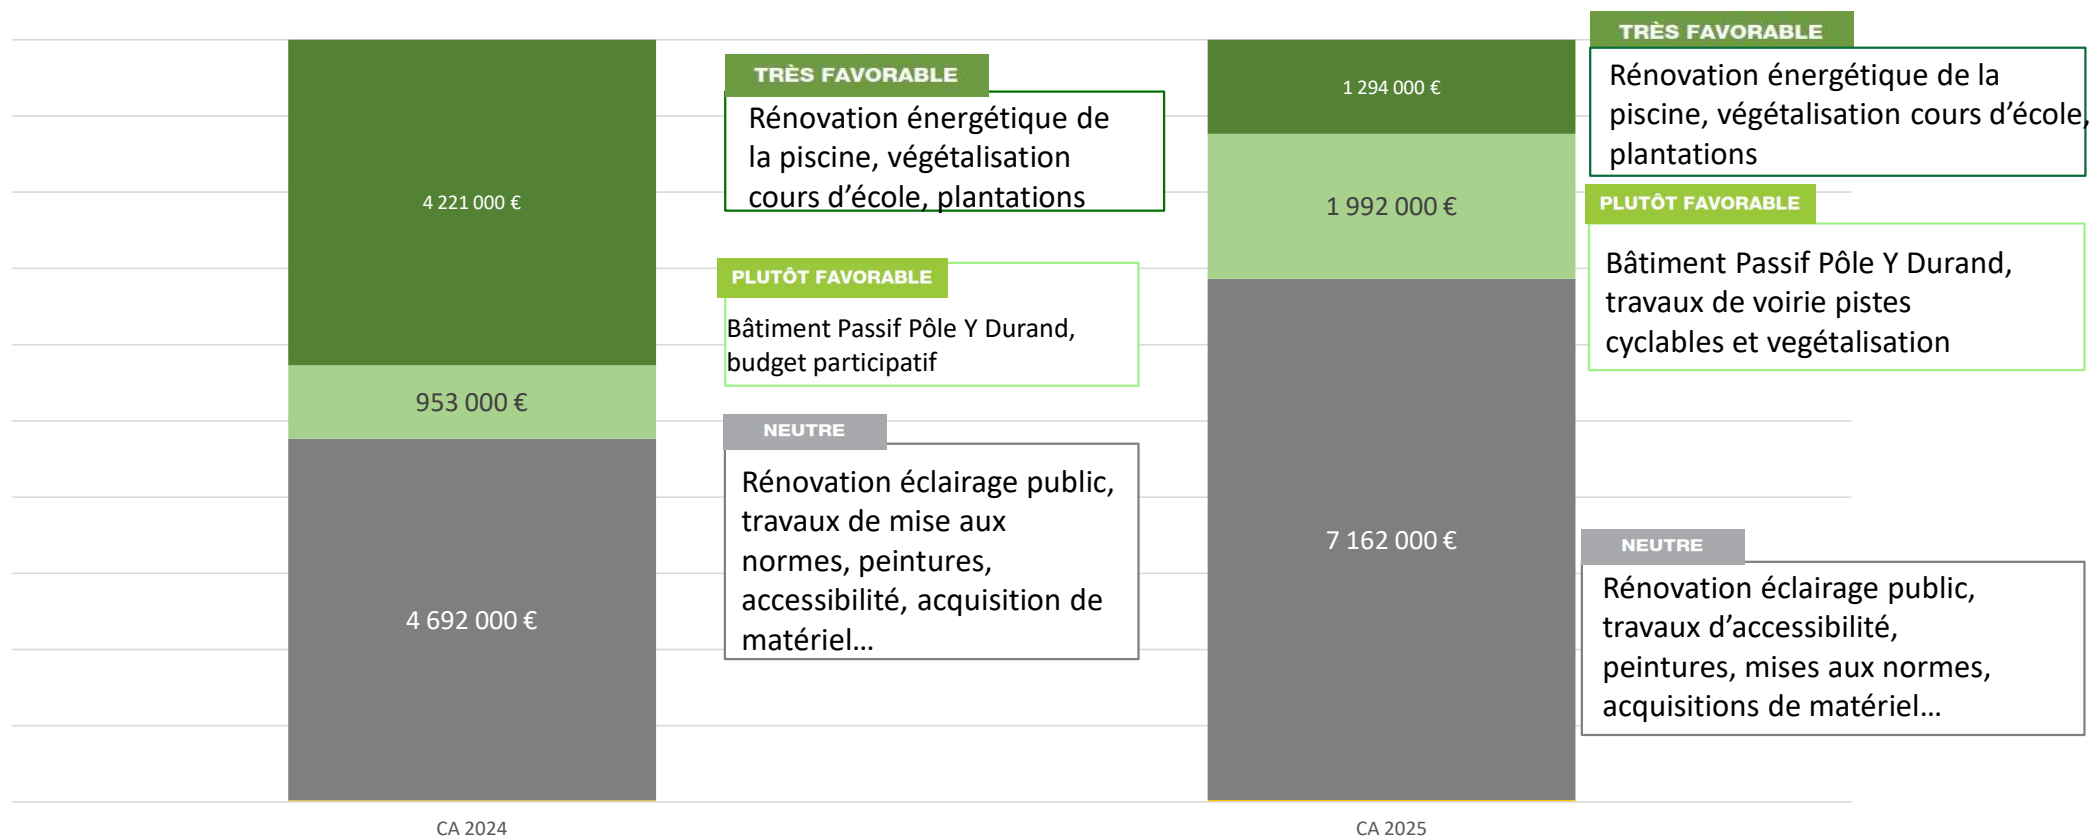 4 221 000 €
953 000 €
4 692 000 €
CA 2024
TRÈS FAVORABLE
Rénovation énergétique de
la piscine, végétalisation
cours d’école, plantations
PLUTÔT FAVORABLE
Bâtiment Passif Pôle Y Durand,
budget participatif
NEUTRE
Rénovation éclairage public,
travaux de mise aux
normes, peintures,
accessibilité, acquisition de
matériel…
1 294 000 €
1 992 000 €
7 162 000 €
CA 2025
TRÈS FAVORABLE
Rénovation énergétique de la
piscine, végétalisation cours d’école,
plantations
PLUTÔT FAVORABLE
Bâtiment Passif Pôle Y Durand,
travaux de voirie pistes
cyclables et vegétalisation
NEUTRE
Rénovation éclairage public,
travaux d’accessibilité,
peintures, mises aux normes,
acquisitions de matériel…